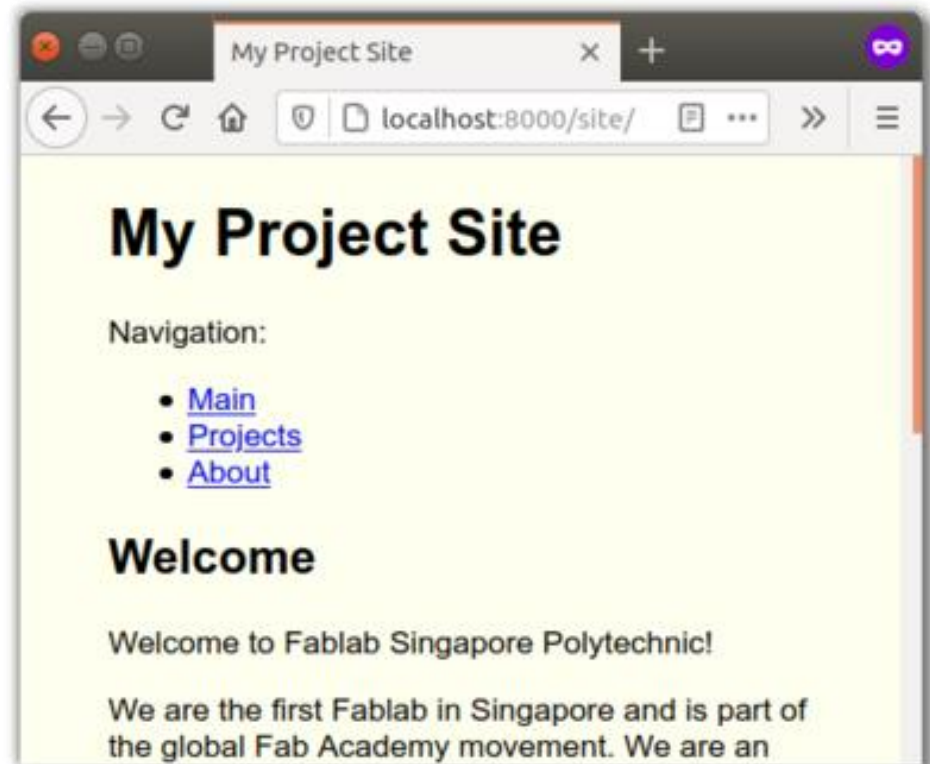 My Project Site
localhost:8000/site/
My Project Site
Navigation:
Main
Projects
About
Welcome
Welcome to Fablab Singapore Polytechnic!
We are the first Fablab in Singapore and is part of
the global Fab Academy movement. We are an